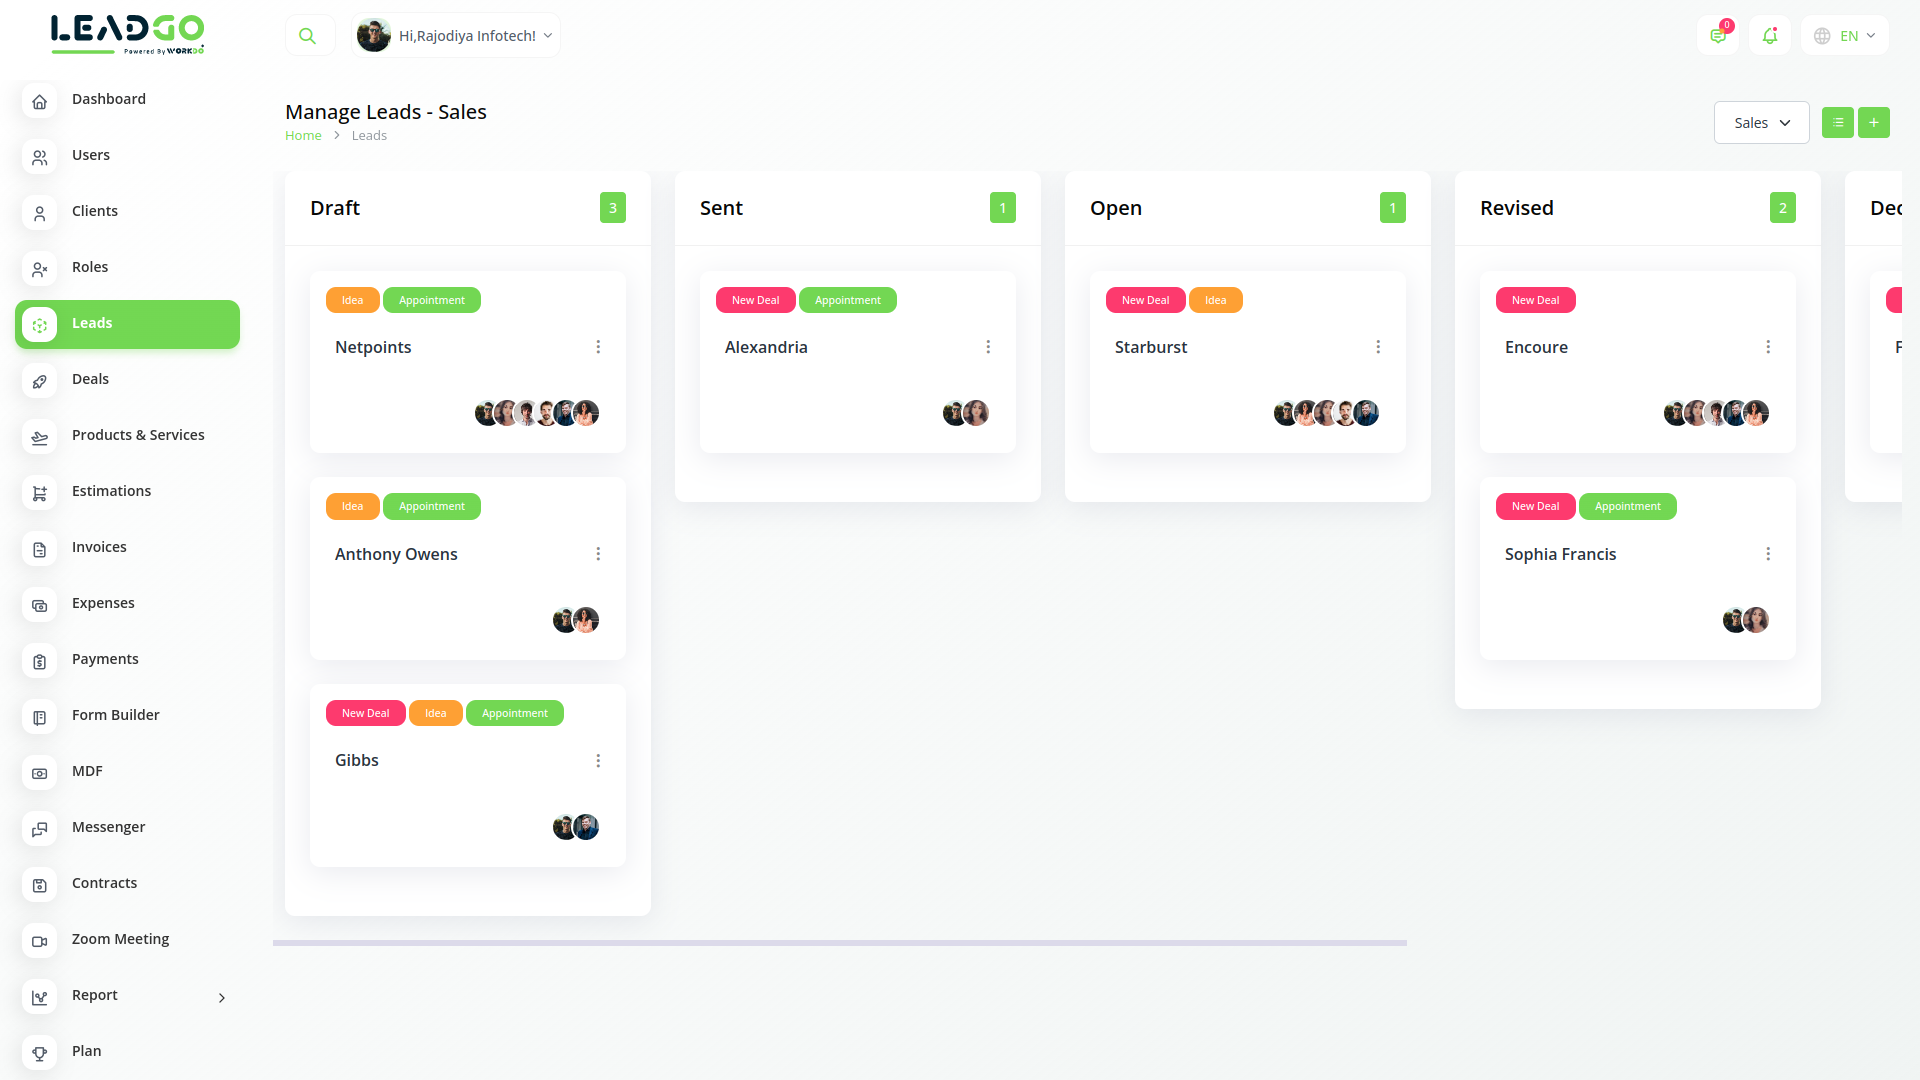 LEADGO
Powered By WORKDO
Hi,Rajodiya Infotech!
0
EN
Dashboard
Users
Clients
Roles
Leads
Deals
Products & Services
Estimations
Invoices
Expenses
Payments
Form Builder
MDF
Messenger
Contracts
Zoom Meeting
Report
Plan
Manage Leads - Sales
Home > Leads
Sales
Draft 3
Idea Appointment
Netpoints
Idea Appointment
Anthony Owens
New Deal Idea Appointment
Gibbs
Sent 1
New Deal Appointment
Alexandria
Open 1
New Deal Idea
Starburst
Revised 2
New Deal
Encoure
New Deal Appointment
Sophia Francis